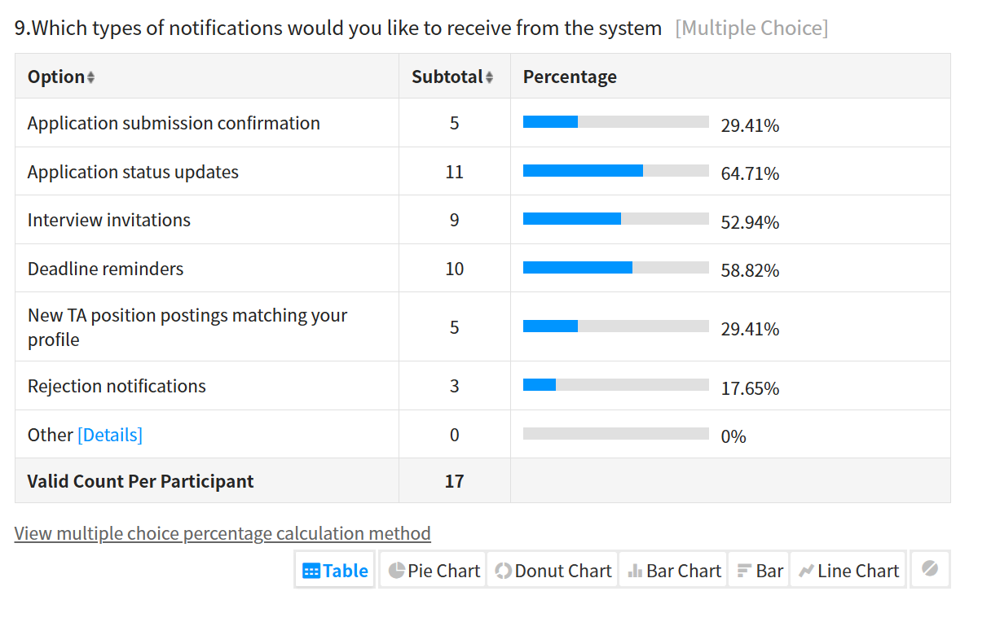 9.Which types of notifications would you like to receive from the system [Multiple Choice]
Option Subtotal Percentage
Application submission confirmation 5 29.41%
Application status updates 11 64.71%
Interview invitations 9 52.94%
Deadline reminders 10 58.82%
New TA position postings matching your
profile 5 29.41%
Rejection notifications 3 17.65%
Other [Details] 0 0%
Valid Count Per Participant 17
View multiple choice percentage calculation method
Table Pie Chart Donut Chart Bar Chart Bar Line Chart